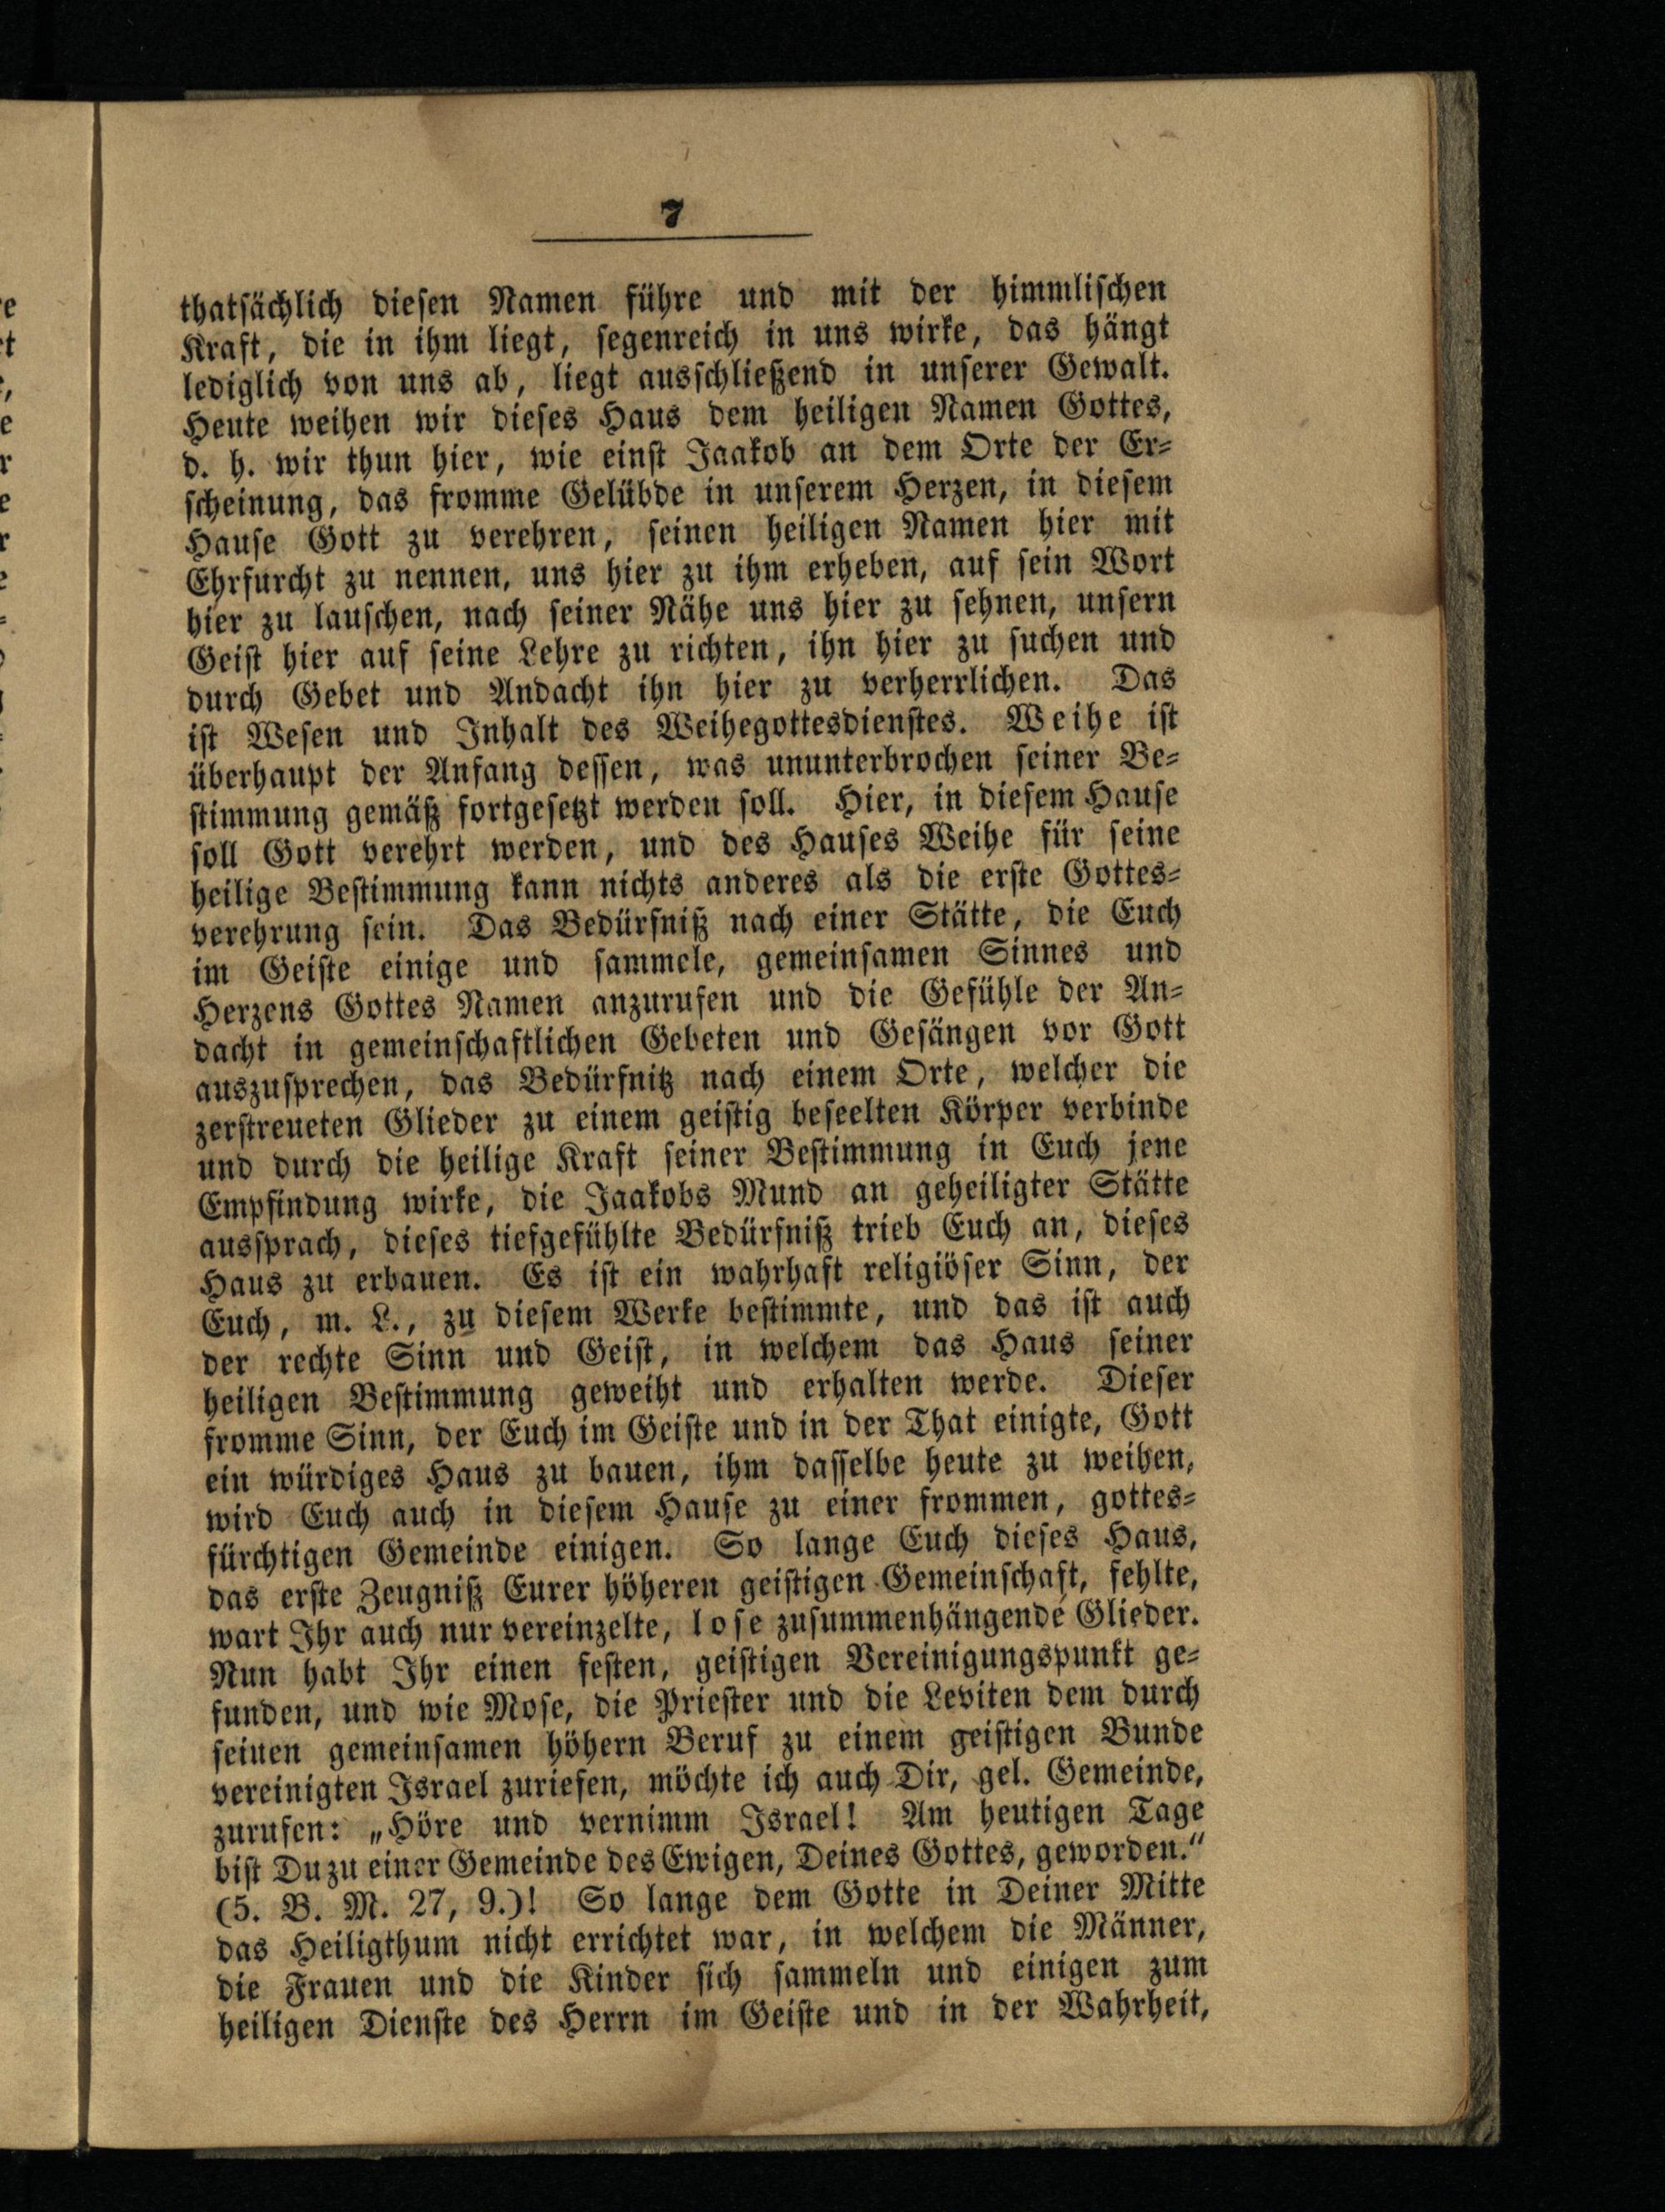 7
thatsächlich diesen Namen führe und mit der himmlischen
Kraft, die in ihm liegt, segenreich in uns wirke, das hängt
lediglich von uns ab, liegt ausschließend in unserer Gewalt.
Heute weihen wir dieses Haus dem heiligen Namen Gottes,
d. h. wir thun hier, wie einst Jaakob an dem Orte der Er-
scheinung, das fromme Gelübde in unserem Herzen, in diesem
Hause Gott zu verehren, seinen heiligen Namen hier mit
Ehrfurcht zu nennen, uns hier zu ihm erheben, auf sein Wort
hier zu lauschen, nach seiner Nähe uns hier zu sehnen, unsern
Geist hier auf seine Lehre zu richten, ihn hier zu suchen und
durch Gebet und Andacht ihn hier zu verherrlichen. Das
ist Wesen und Inhalt des Weihegottesdienstes. Weihe ist
überhaupt der Anfang dessen, was ununterbrochen seiner Be-
stimmung gemäß fortgesetzt werden soll. Hier, in diesem Hause
soll Gott verehrt werden, und des Hauses Weihe für seine
heilige Bestimmung kann nichts anderes als die erste Gottes-
verehrung sein. Das Bedürfniß nach einer Stätte, die Euch
im Geiste einige und sammele, gemeinsamen Sinnes und
Herzens Gottes Namen anzurufen und die Gefühle der An-
dacht in gemeinschaftlichen Gebeten und Gesängen vor Gott
auszusprechen, das Bedürfnitz nach einem Orte, welcher die
zerstreueten Glieder zu einem geistig beseelten Körper verbinde
und durch die heilige Kraft seiner Bestimmung in Euch jene
Empfindung wirke, die Jaakobs Mund an geheiligter Stätte
aussprach, dieses tiefgefühlte Bedürfniß trieb Euch an, dieses
Haus zu erbauen. Es ist ein wahrhaft religiöser Sinn, der
Euch, m. L., zu diesem Werke bestimmte, und das ist auch
der rechte Sinn und Geist, in welchem das Haus seiner
heiligen Bestimmung geweiht und erhalten werde. Dieser
fromme Sinn, der Euch im Geiste und in der That einigte, Gott
ein würdiges Haus zu bauen, ihm dasselbe heute zu weihen,
wird Euch auch in diesem Hause zu einer frommen, gottes-
fürchtigen Gemeinde einigen. So lange Euch dieses Haus,
das erste Zeugniß Eurer höheren geistigen Gemeinschaft, fehlte,
wart Ihr auch nur vereinzelte, lose zusummenhängende Glieder.
Nun habt Ihr einen festen, geistigen Vereinigungspunkt ge-
funden, und wie Mose, die Priester und die Leviten dem durch
seinen gemeinsamen höhern Beruf zu einem geistigen Bunde
vereinigten Israel zuriefen, möchte ich auch Dir, gel. Gemeinde,
zurufen: „Höre und vernimm Israel! Am heutigen Tage
bist Du zu einer Gemeinde des Ewigen, Deines Gottes, geworden.“
(5. B. M. 27, 9.)! So lange dem Gotte in Deiner Mitte
das Heiligthum nicht errichtet war, in welchem die Männer,
die Frauen und die Kinder sich sammeln und einigen zum
heiligen Dienste des Herrn im Geiste und in der Wahrheit,